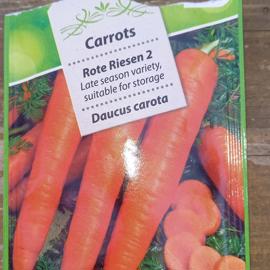 Carrots
Rote Riesen 2
Late season variety,
suitable for storage
Daucus carota